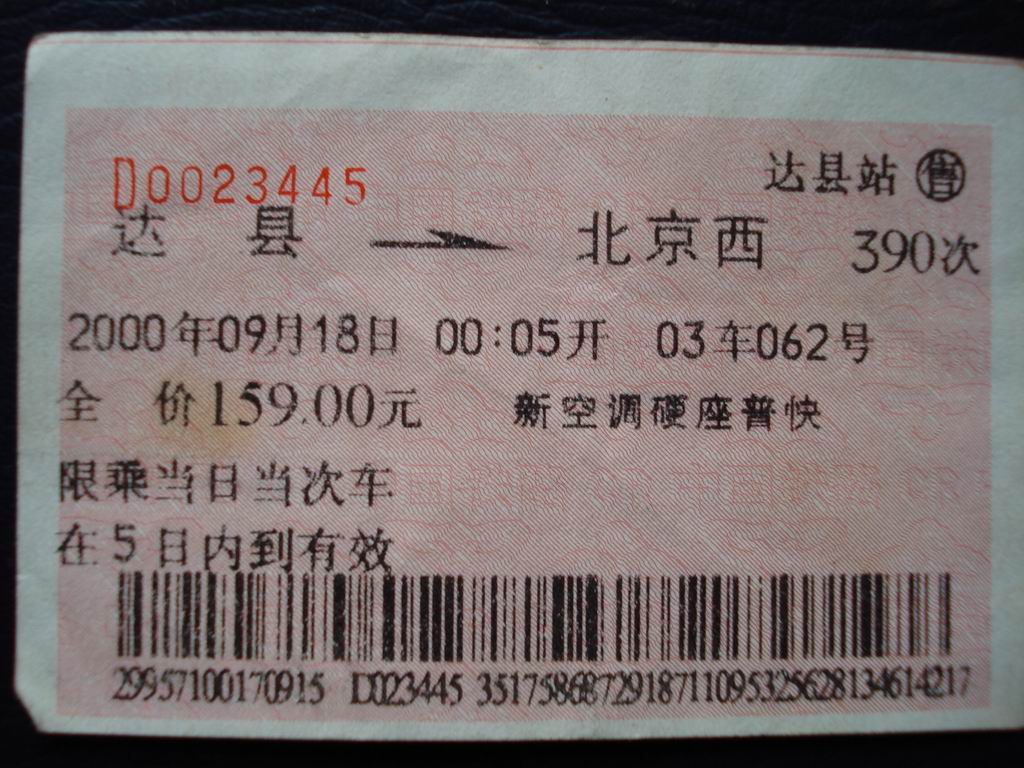 D0023445
达县站 ㊝售
达县 → 北京西 390次
2000年09月18日 00:05开 03车062号
全 价159.00元 新空调硬座普快
限乘当日当次车
在5日内到有效
29957100170915 D023445 351758687291871109532562813461421​7